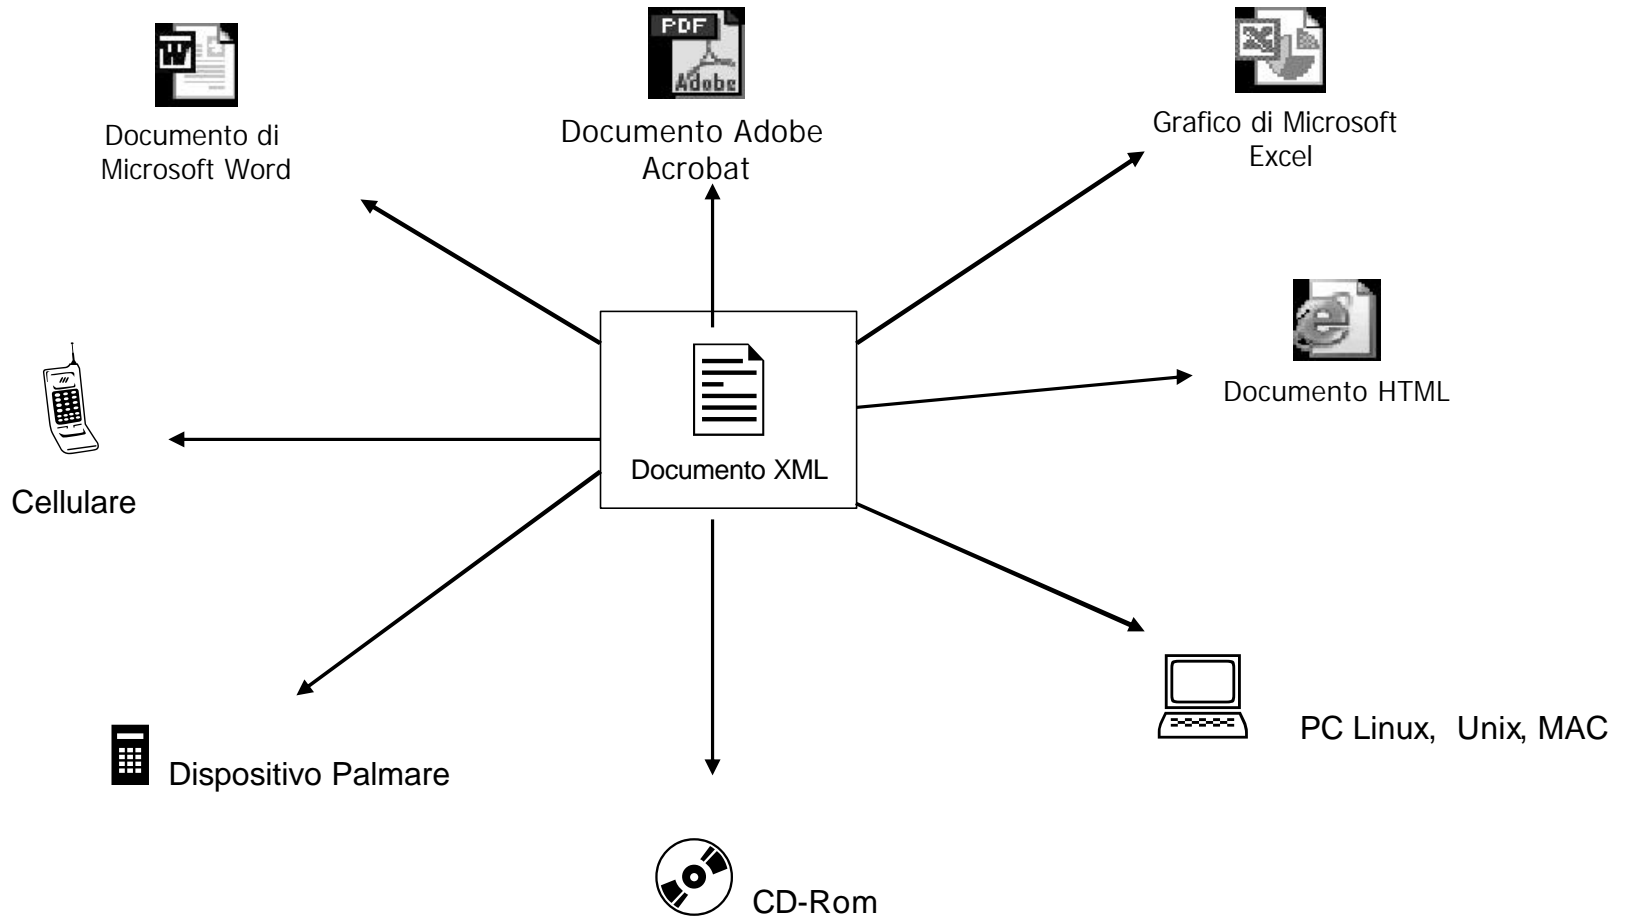 W
Documento di
Microsoft Word
PDF
Adobe
Documento Adobe
Acrobat
X
Grafico di Microsoft
Excel
e
Documento HTML
Documento XML
Cellulare
PC Linux, Unix, MAC
Dispositivo Palmare
CD-Rom